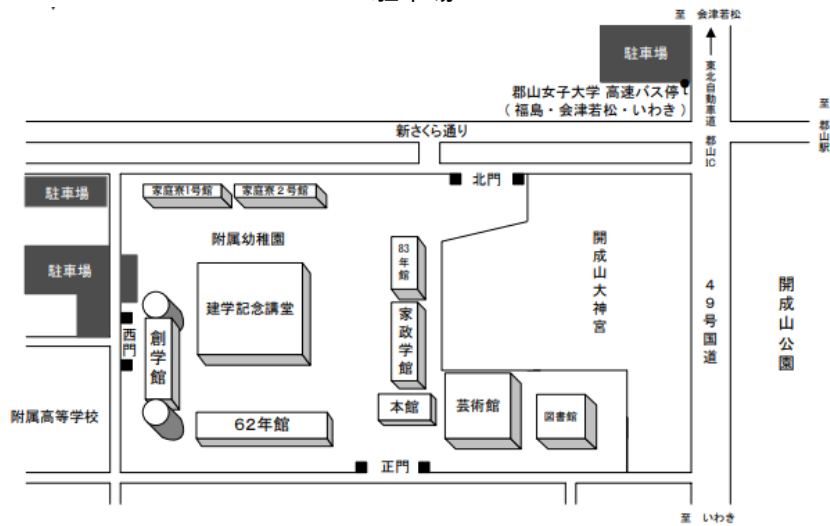 至 会津若松
駐車場
東北自動車道 郡山IC
郡山女子大学 高速バス停
（福島・会津若松・いわき）
至 郡山駅
新さくら通り
駐車場
家庭寮1号館
家庭寮2号館
北門
附属幼稚園
83年館
開成山大神宮
駐車場
建学記念講堂
49号国道
開成山公園
西門
創学館
家政学館
附属高等学校
62年館
本館
芸術館
図書館
正門
至 いわき